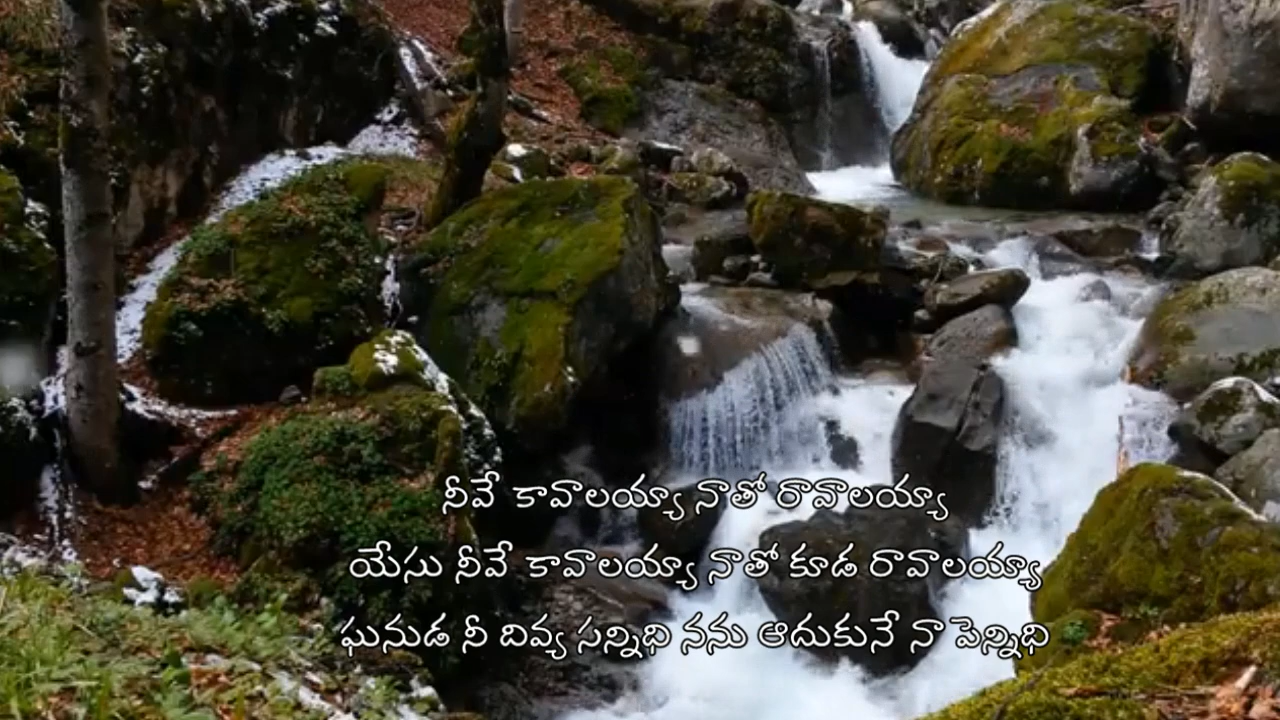 నీవే కావాలయ్యా నాతో రావాలయ్యా
యేసు నీవే కావాలయ్యా నాతో కూడ రావాలయ్యా
ఘనుడ నీ దివ్య సన్నిధి నను ఆదుకునే నా పెన్నిధి